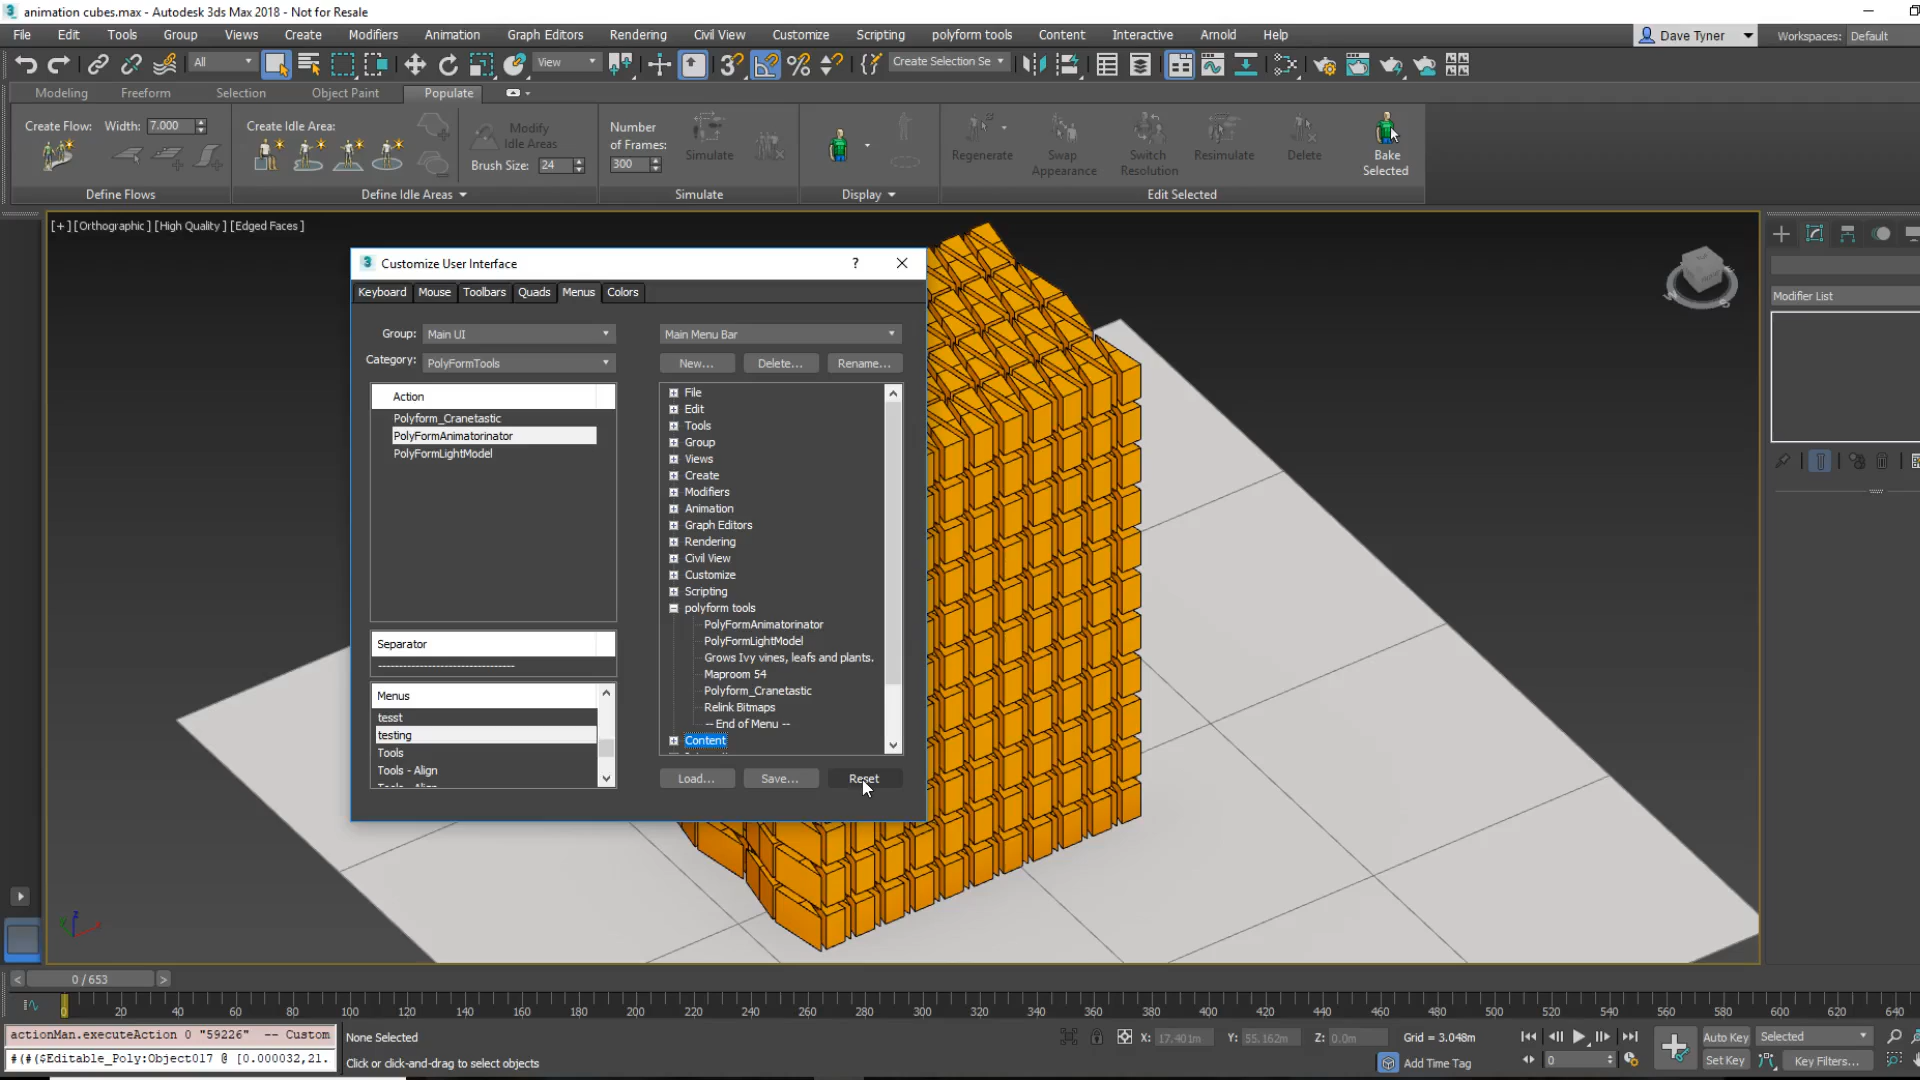 animation cubes.max - Autodesk 3ds Max 2018 - Not for Resale
File Edit Tools Group Views Create Modifiers Animation Graph Editors Rendering Civil View Customize Scripting polyform tools Content Interactive Arnold Help
Dave Tyner
Workspaces: Default
All
View
Create Selection Se
Modeling Freeform Selection Object Paint Populate
Create Flow: Width: 7.000
Define Flows
Create Idle Area:
Modify
Idle Areas
Brush Size: 24
Define Idle Areas
Number
of Frames:
300
Simulate
Simulate
Display
Regenerate
Swap
Appearance
Switch
Resolution
Resimulate
Delete
Bake
Selected
Edit Selected
[+] [Orthographic ] [High Quality ] [Edged Faces ]
Customize User Interface
?
Keyboard Mouse Toolbars Quads Menus Colors
Group: Main UI
Category: PolyFormTools
Action
Polyform_Cranetastic
PolyFormAnimatorinator
PolyFormLightModel
Separator
---------------------------------
Menus
tesst
testing
Tools
Tools - Align
Tools - Align
Main Menu Bar
New... Delete... Rename...
File
Edit
Tools
Group
Views
Create
Modifiers
Animation
Graph Editors
Rendering
Civil View
Customize
Scripting
polyform tools
PolyFormAnimatorinator
PolyFormLightModel
Grows Ivy vines, leafs and plants.
Maproom 54
Polyform_Cranetastic
Relink Bitmaps
-- End of Menu --
Content
Load... Save... Reset
Modifier List
W S
z
< 0 / 653 >
0 20 40 60 80 100 120 140 160 180 200 220 240 260 280 300 320 340 360 380 400 420 440 460 480 500 520 540 560 580 600 620 640
actionMan.executeAction 0 "59226" -- Custom
#(#($Editable_Poly:Object017 @ [0.000032,21.
None Selected
Click or click-and-drag to select objects
X: 17.401m Y: 55.162m Z: 0.0m
Grid = 3.048m
Add Time Tag
0
Auto Key Selected
Set Key Key Filters...